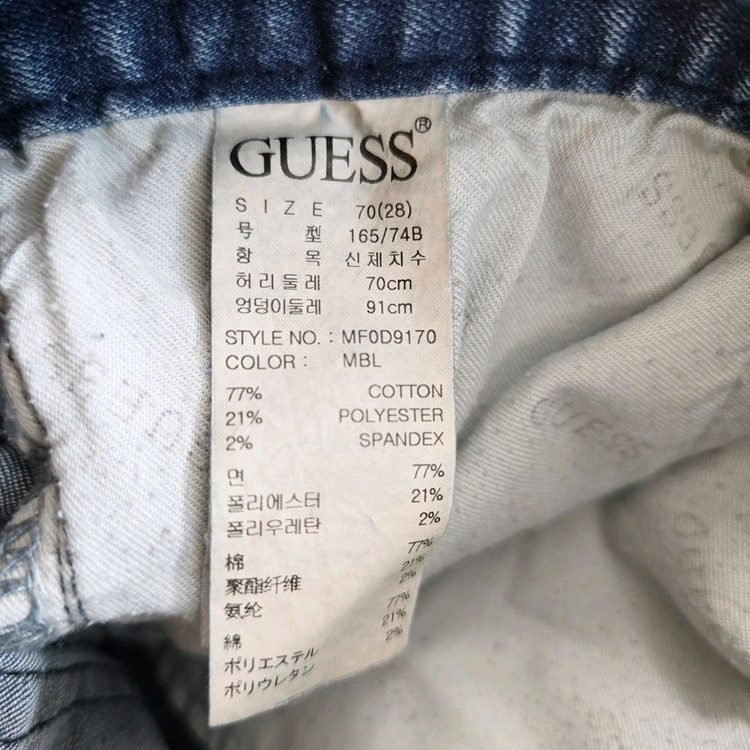 GUESS®
SIZE 70(28)
号 型 165/74B
항 목 신체치수
허리둘레 70cm
엉덩이둘레 91cm
STYLE NO. : MF0D9170
COLOR : MBL
77% COTTON
21% POLYESTER
2% SPANDEX
면 77%
폴리에스터 21%
폴리우레탄 2%
棉 77%
聚酯纤维 21%
氨纶 2%
綿 77%
ポリエステル 21%
ポリウレタン 2%
GUESS